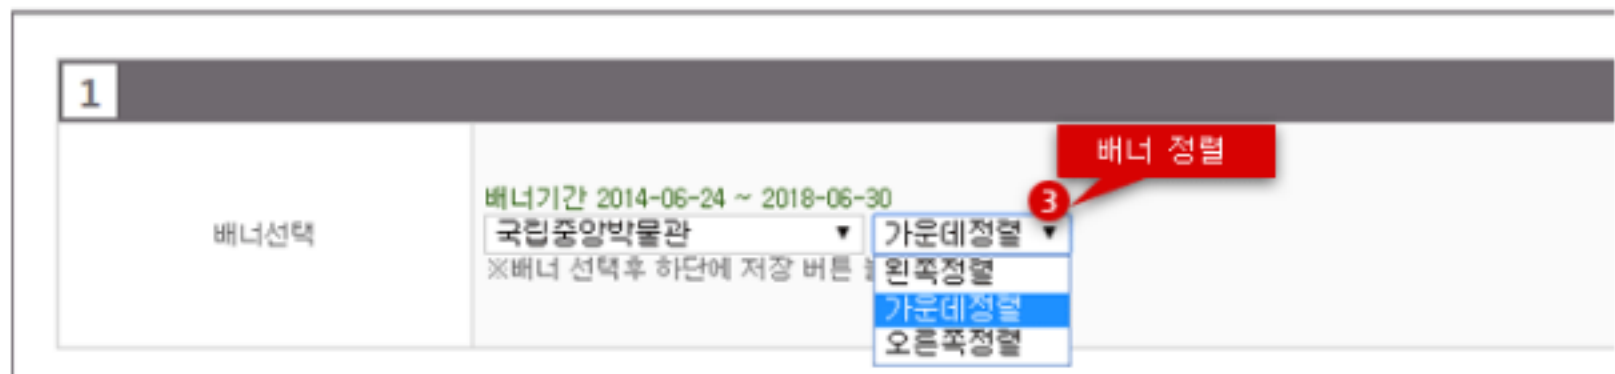 1
배너 정렬
3
배너기간 2014-06-24 ~ 2018-06-30
배너선택
국립중앙박물관 ▼ 가운데정렬 ▼
※배너 선택후 하단에 저장 버튼
왼쪽정렬
가운데정렬
오른쪽정렬